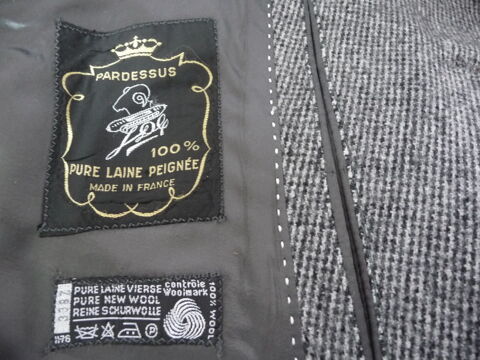 PARDESSUS
100%
PURE LAINE PEIGNÉE
MADE IN FRANCE
PURE LAINE VIERGE
PURE NEW WOOL
REINE SCHURWOLLE
contrôle
Woolmark
100% WOOL
1176